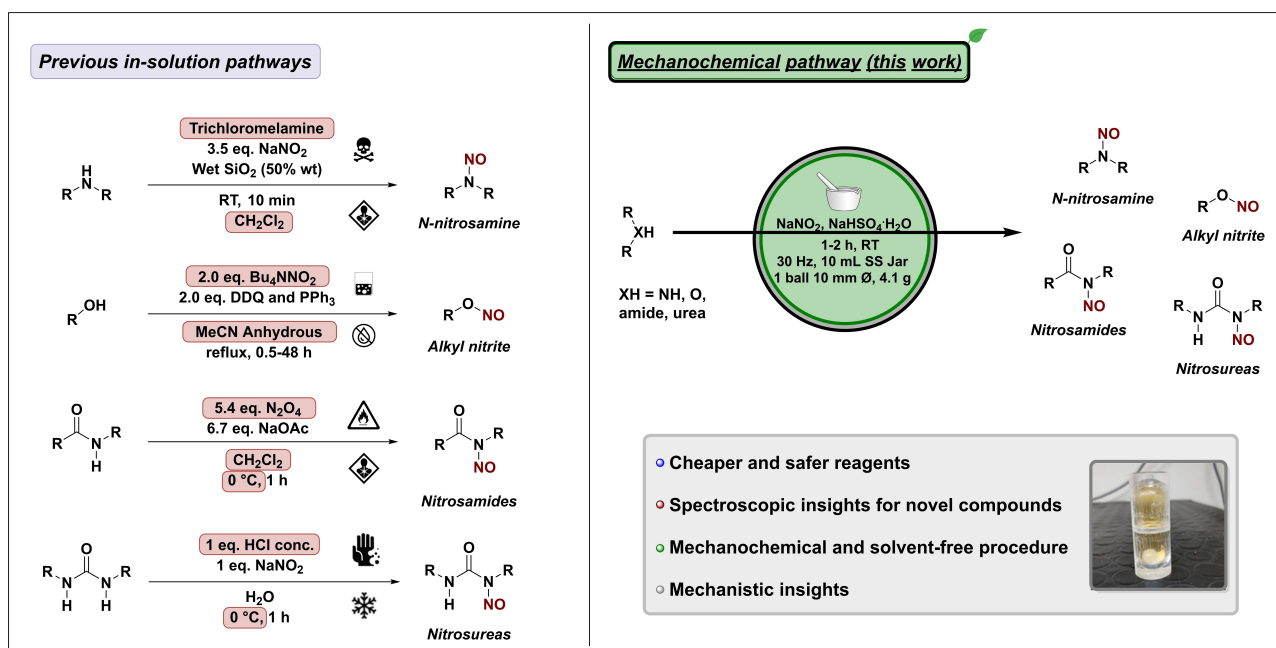 Previous in-solution pathways
H
N
R R
Trichloromelamine
3.5 eq. NaNO2
Wet SiO2 (50% wt)
RT, 10 min
CH2Cl2
NO
N
R R
N-nitrosamine
OH
R
2.0 eq. Bu4NNO2
2.0 eq. DDQ and PPh3
MeCN Anhydrous
reflux, 0.5-48 h
O
R NO
Alkyl nitrite
O
R N R
H
5.4 eq. N2O4
6.7 eq. NaOAc
CH2Cl2
0 °C, 1 h
O
R N R
NO
Nitrosamides
O
R N N R
H H
1 eq. HCl conc.
1 eq. NaNO2
H2O
0 °C, 1 h
O
R N N R
H NO
Nitrosureas
Mechanochemical pathway (this work)
R
XH
R
XH = NH, O,
amide, urea
NaNO2, NaHSO4·H2O
1-2 h, RT
30 Hz, 10 mL SS Jar
1 ball 10 mm Ø, 4.1 g
NO
N
R R
N-nitrosamine
O
R NO
Alkyl nitrite
O
R N R
NO
Nitrosamides
O
R N N R
H NO
Nitrosureas
Cheaper and safer reagents
Spectroscopic insights for novel compounds
Mechanochemical and solvent-free procedure
Mechanistic insights